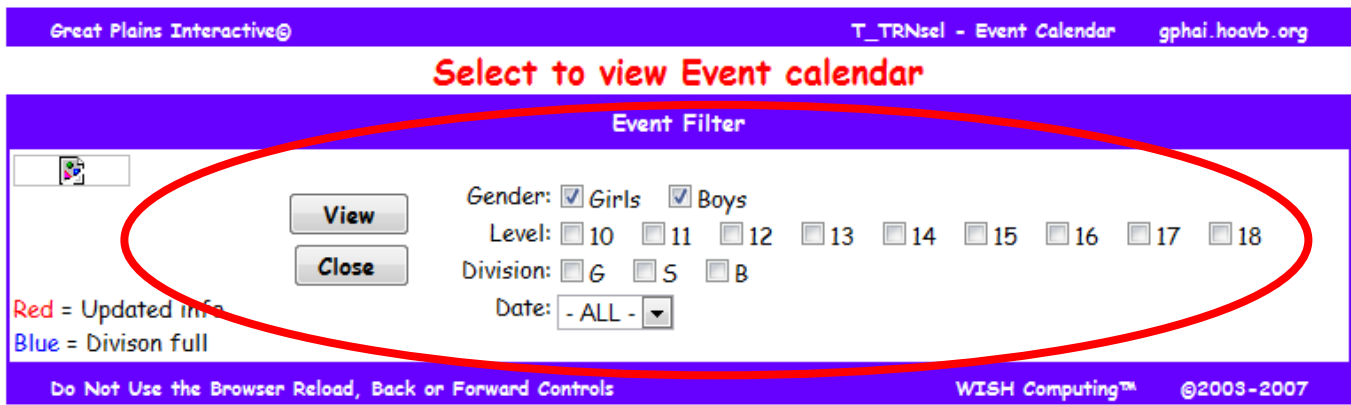 Great Plains Interactive© T_TRNsel - Event Calendar gphai.hoavb.org
Select to view Event calendar
Event Filter
View
Close
Gender: Girls Boys
Level: 10 11 12 13 14 15 16 17 18
Division: G S B
Date: - ALL -
Red = Updated info
Blue = Divison full
Do Not Use the Browser Reload, Back or Forward Controls WISH Computing™ ©2003-2007